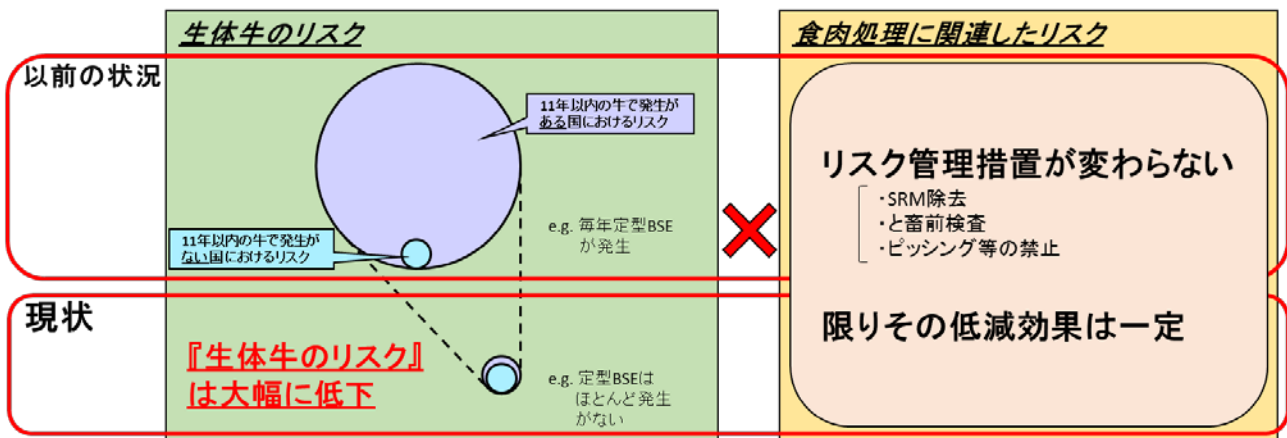 生体牛のリスク
食肉処理に関連したリスク
以前の状況
11年以内の牛で発生が
ある国におけるリスク
e.g. 毎年定型BSE
が発生
11年以内の牛で発生が
ない国におけるリスク
リスク管理措置が変わらない
・SRM除去
・と畜前検査
・ピッシング等の禁止
限りその低減効果は一定
現状
『生体牛のリスク』
は大幅に低下
e.g. 定型BSEは
ほとんど発生
がない